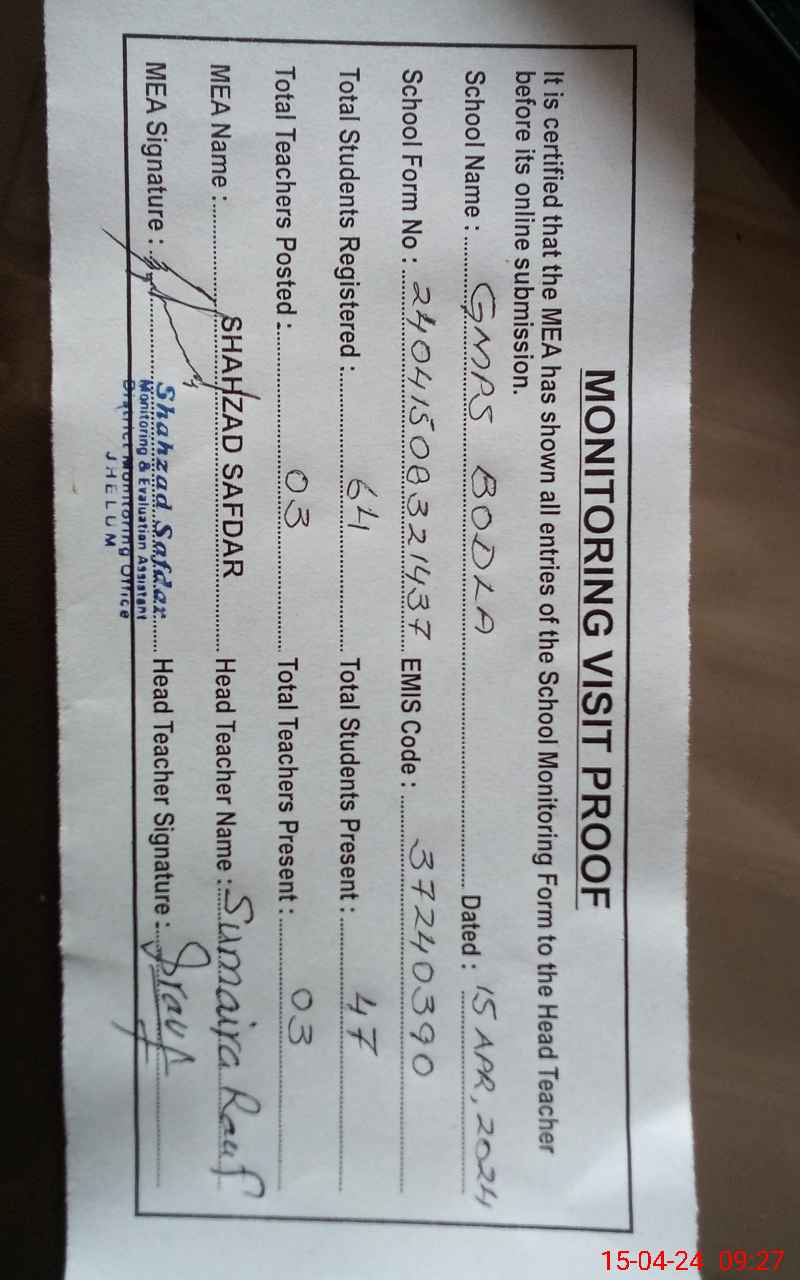 MONITORING VISIT PROOF
It is certified that the MEA has shown all entries of the School Monitoring Form to the Head Teacher
before its online submission.
School Name : GMPS BODLA Dated : 15 APR, 2024
School Form No : 24041508321437 EMIS Code : 37240390
Total Students Registered : 64 Total Students Present : 47
Total Teachers Posted : 03 Total Teachers Present : 03
MEA Name : SHAHZAD SAFDAR Head Teacher Name : Sumaira Rauf
MEA Signature : Head Teacher Signature : Srauf
Shahzad Safdar
Monitoring & Evaluation Assistant
District Monitoring Office
JHELUM
15-04-24 09:27